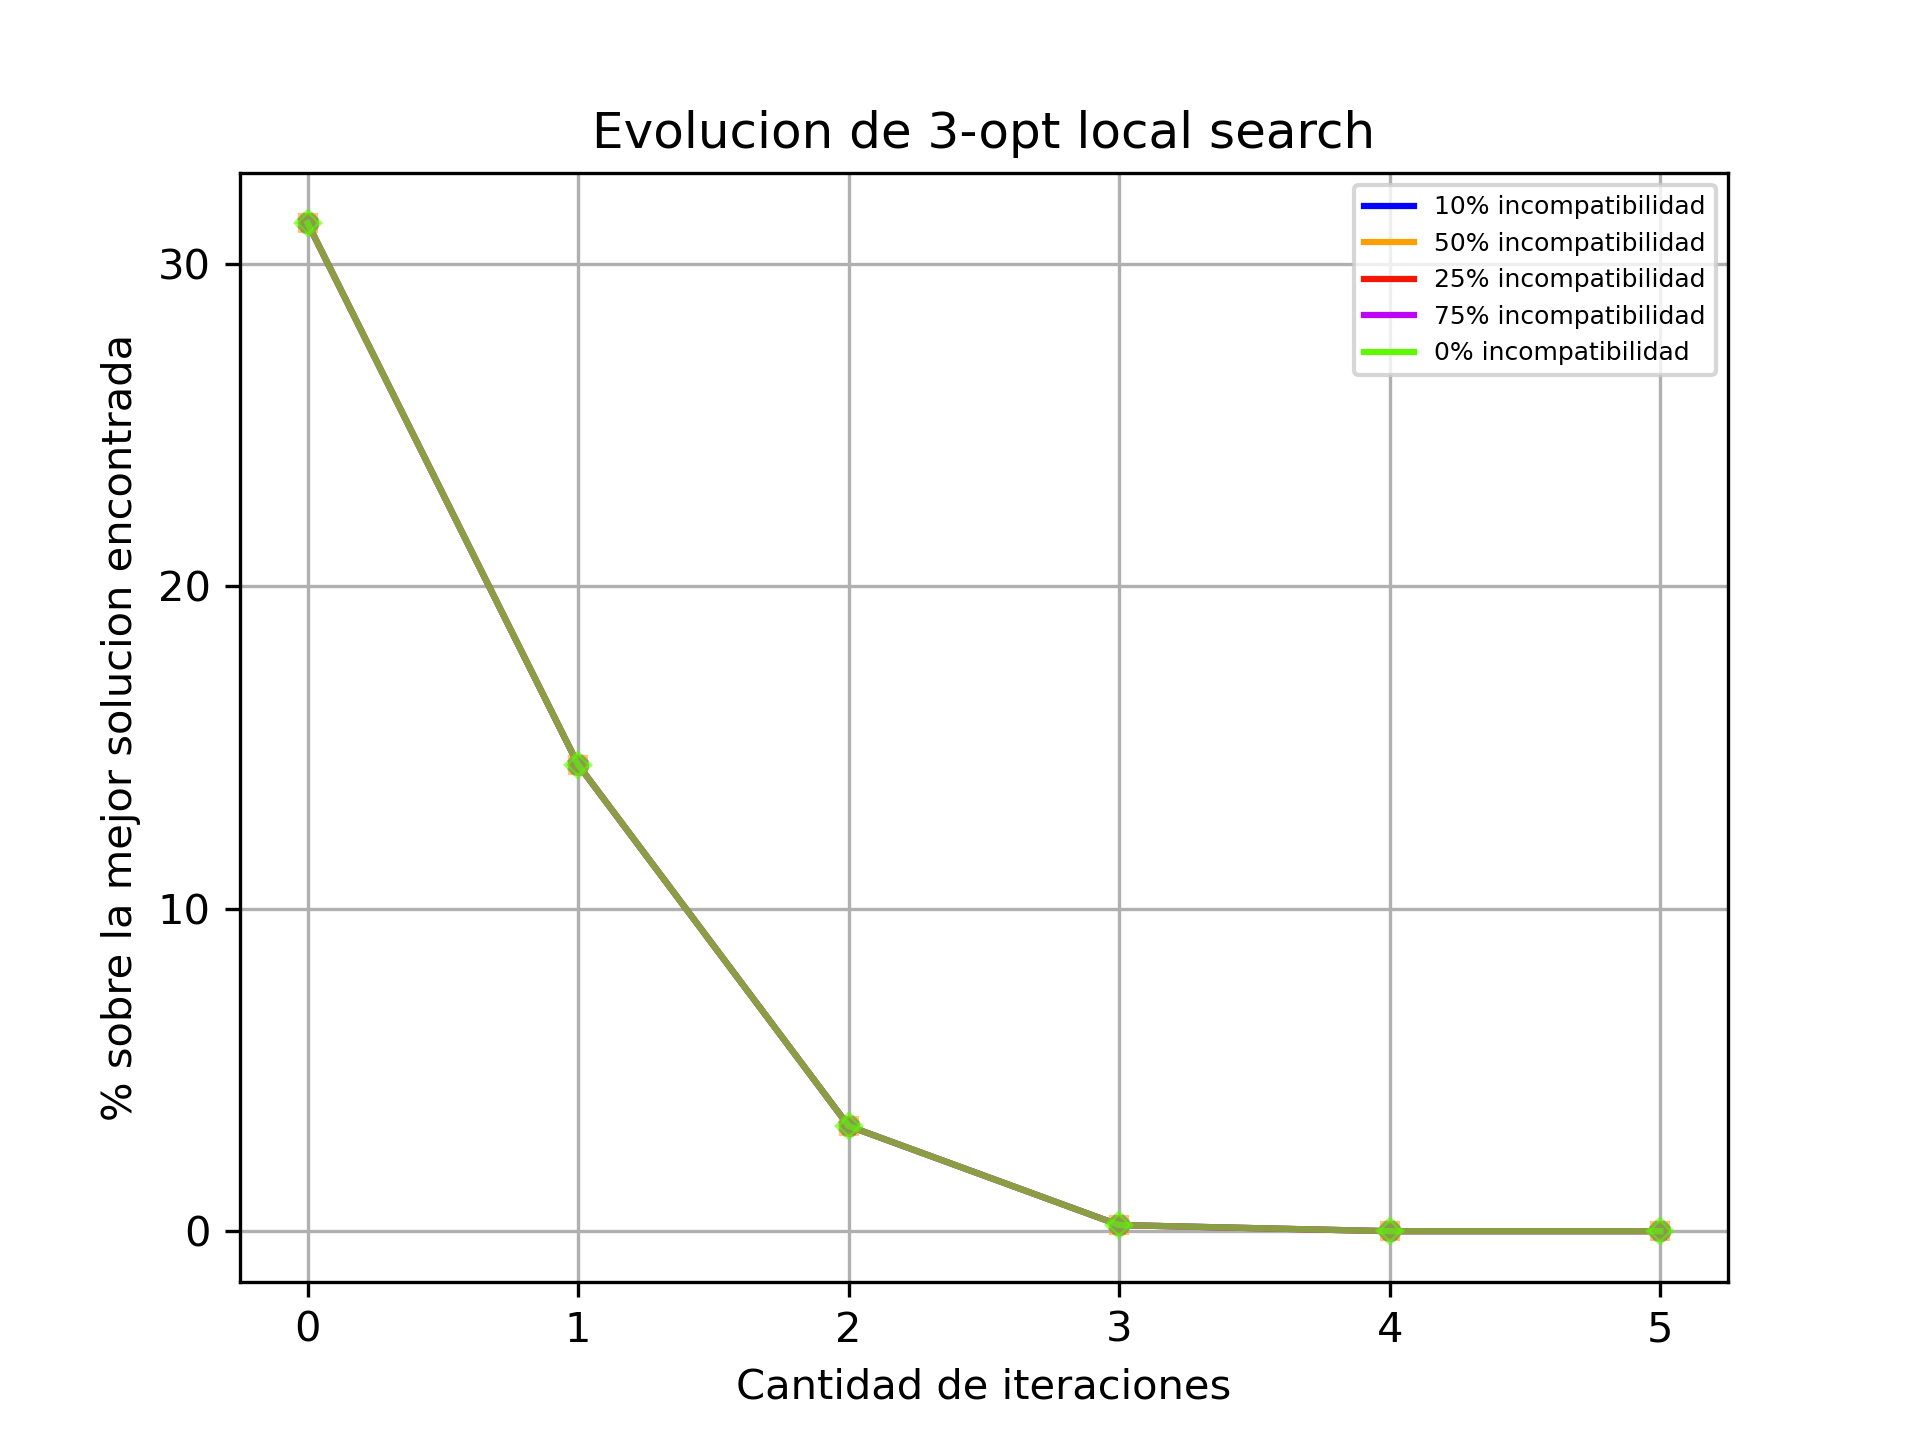 Evolucion de 3-opt local search
10% incompatibilidad
50% incompatibilidad
25% incompatibilidad
75% incompatibilidad
0% incompatibilidad
% sobre la mejor solucion encontrada
30
20
10
0
0 1 2 3 4 5
Cantidad de iteraciones